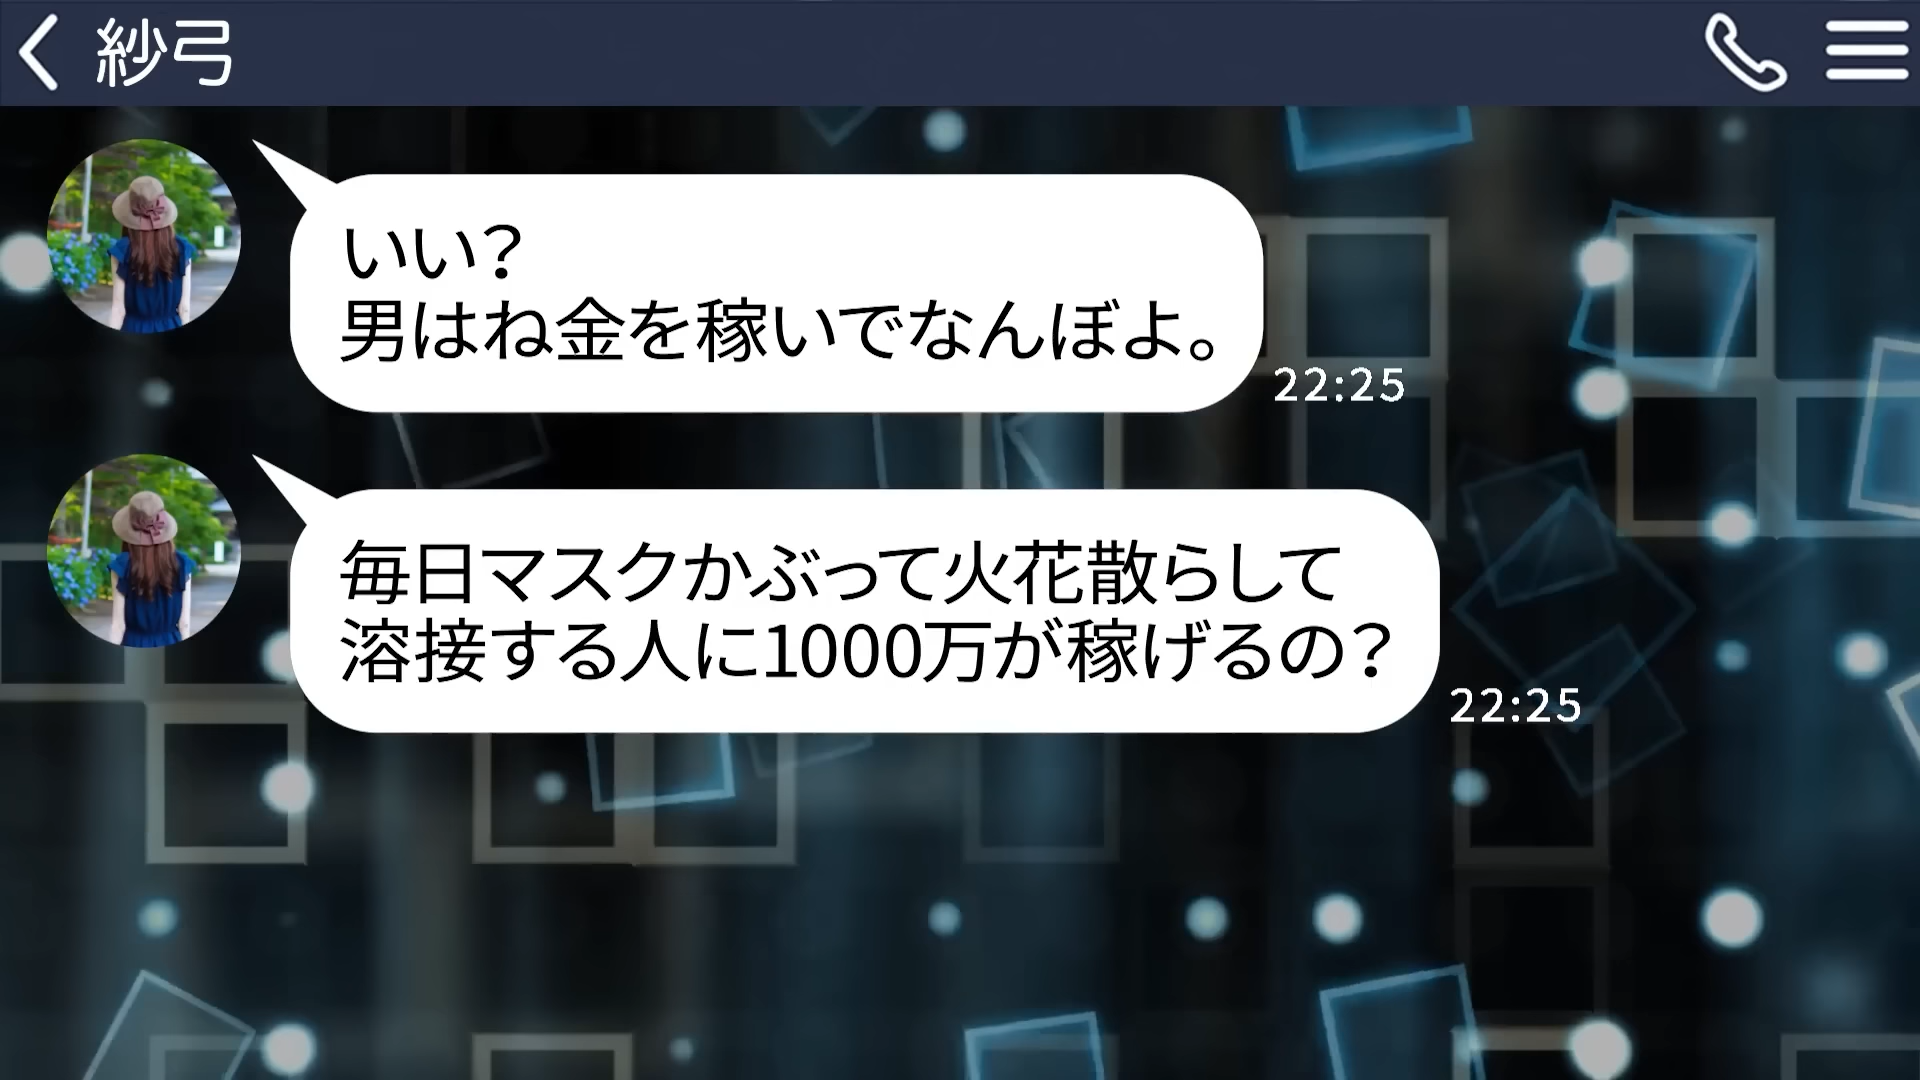 紗弓
いい？
男はね金を稼いでなんぼよ。
22:25
毎日マスクかぶって火花散らして
溶接する人に1000万が稼げるの？
22:25